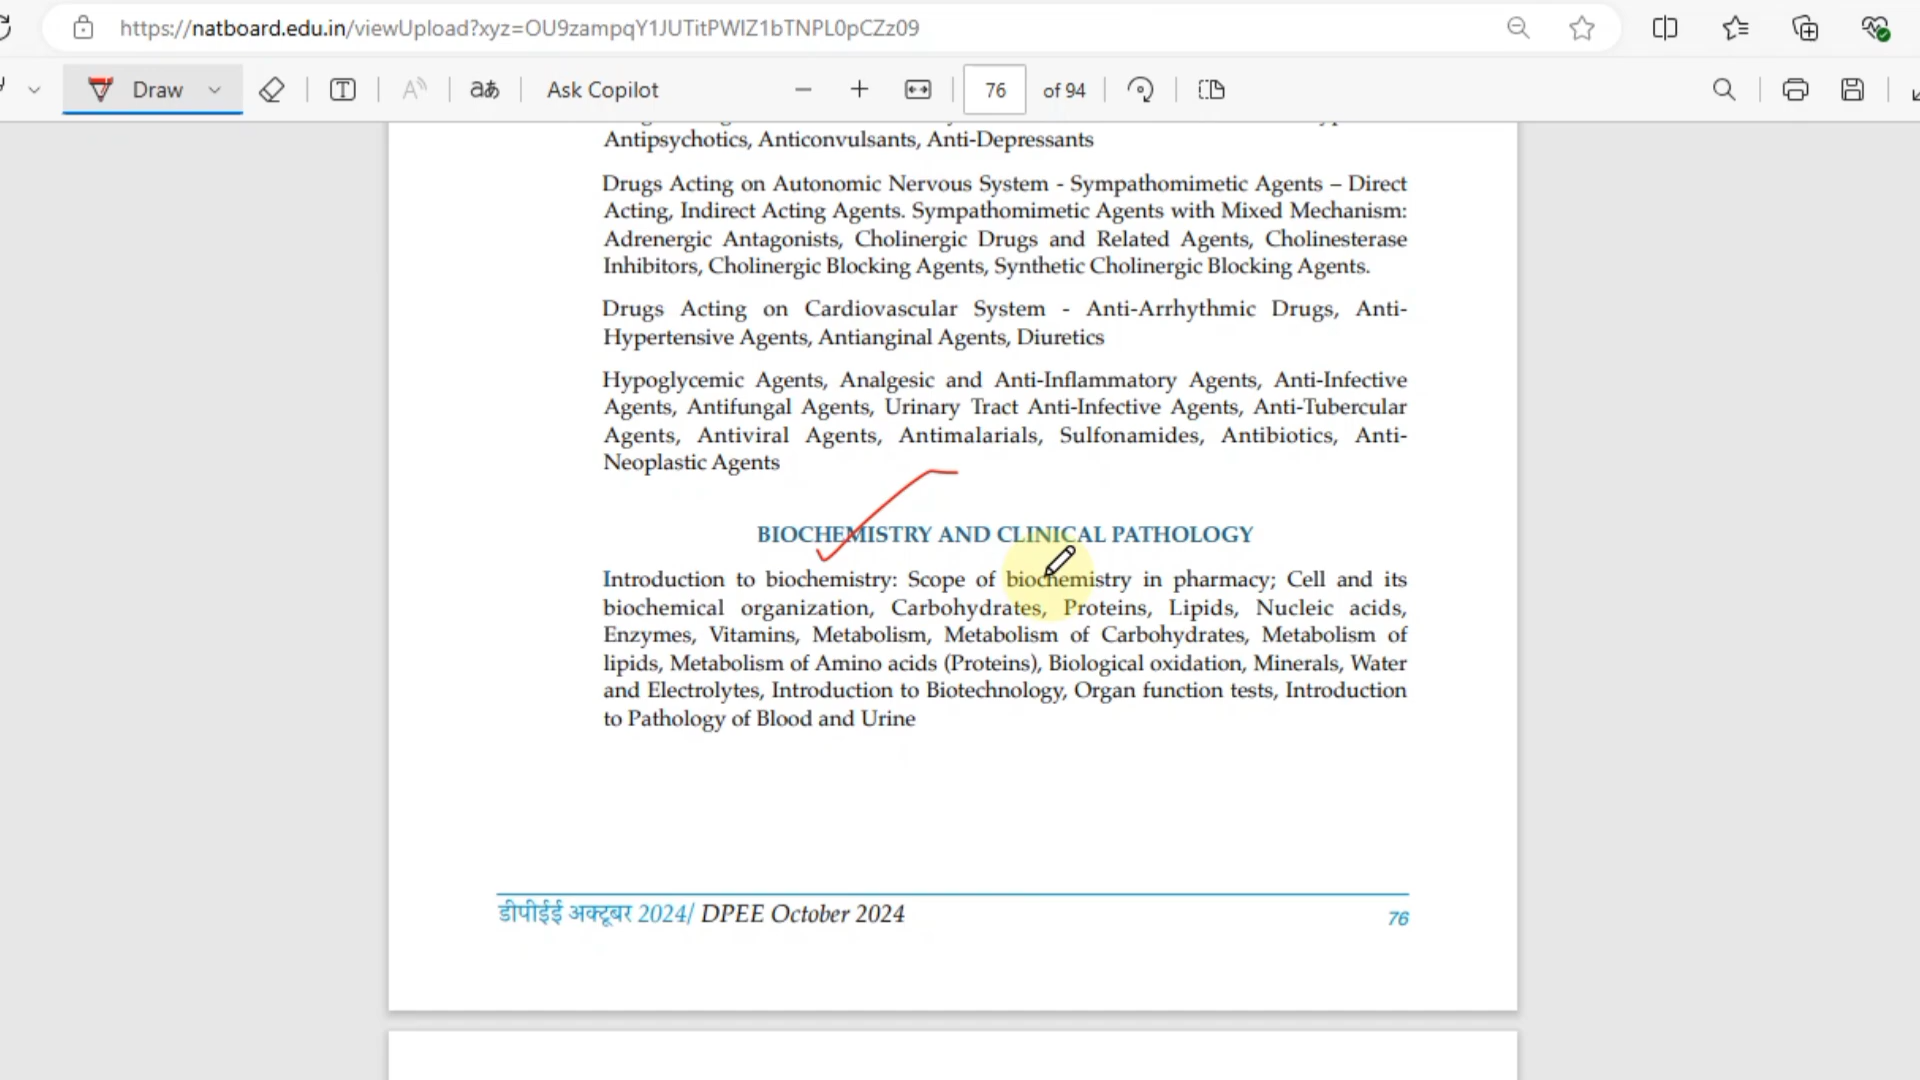 https://natboard.edu.in/viewUpload?xyz=OU9zampqY1JUTitPWlZ1bTNPL0pCZz09
Draw
aあ
Ask Copilot
76 of 94
Antipsychotics, Anticonvulsants, Anti-Depressants
Drugs Acting on Autonomic Nervous System - Sympathomimetic Agents – Direct
Acting, Indirect Acting Agents. Sympathomimetic Agents with Mixed Mechanism:
Adrenergic Antagonists, Cholinergic Drugs and Related Agents, Cholinesterase
Inhibitors, Cholinergic Blocking Agents, Synthetic Cholinergic Blocking Agents.
Drugs Acting on Cardiovascular System - Anti-Arrhythmic Drugs, Anti-
Hypertensive Agents, Antianginal Agents, Diuretics
Hypoglycemic Agents, Analgesic and Anti-Inflammatory Agents, Anti-Infective
Agents, Antifungal Agents, Urinary Tract Anti-Infective Agents, Anti-Tubercular
Agents, Antiviral Agents, Antimalarials, Sulfonamides, Antibiotics, Anti-
Neoplastic Agents
BIOCHEMISTRY AND CLINICAL PATHOLOGY
Introduction to biochemistry: Scope of biochemistry in pharmacy; Cell and its
biochemical organization, Carbohydrates, Proteins, Lipids, Nucleic acids,
Enzymes, Vitamins, Metabolism, Metabolism of Carbohydrates, Metabolism of
lipids, Metabolism of Amino acids (Proteins), Biological oxidation, Minerals, Water
and Electrolytes, Introduction to Biotechnology, Organ function tests, Introduction
to Pathology of Blood and Urine
डीपीईई अक्टूबर 2024/ DPEE October 2024
76